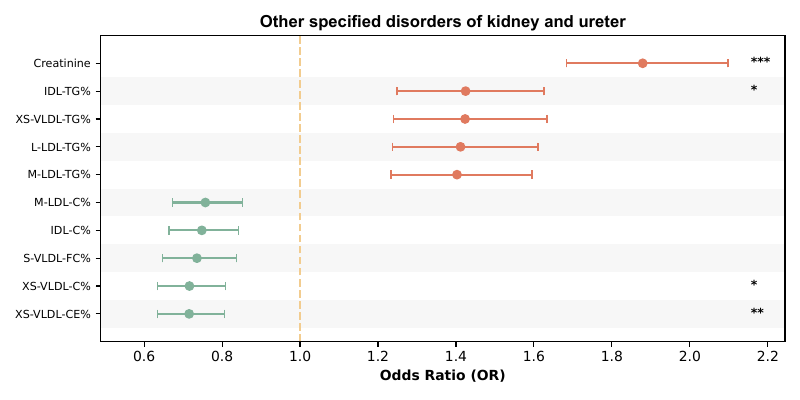 Other specified disorders of kidney and ureter
Creatinine ***
IDL-TG% *
XS-VLDL-TG%
L-LDL-TG%
M-LDL-TG%
M-LDL-C%
IDL-C%
S-VLDL-FC%
XS-VLDL-C% *
XS-VLDL-CE% **
0.6 0.8 1.0 1.2 1.4 1.6 1.8 2.0 2.2
Odds Ratio (OR)